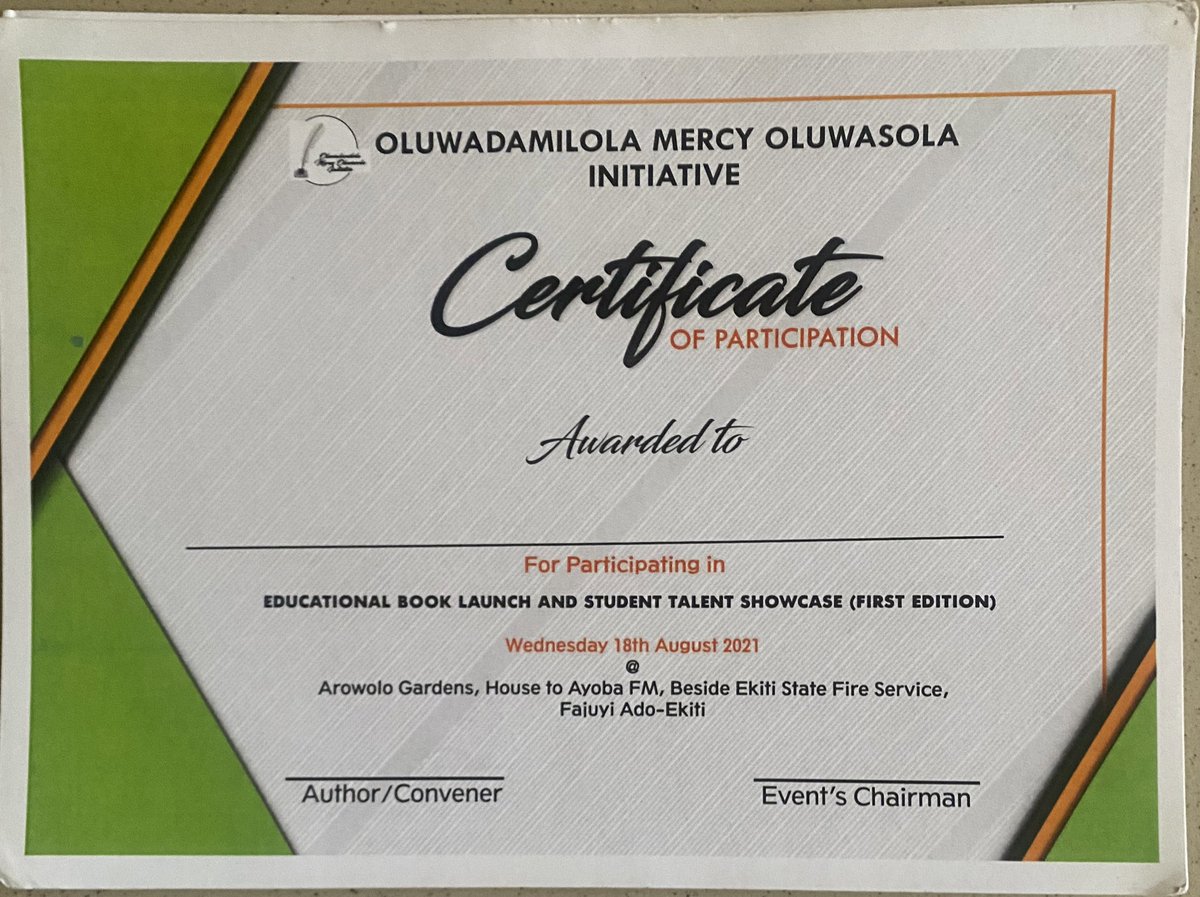 OLUWADAMILOLA MERCY OLUWASOLA
INITIATIVE
Certificate
OF PARTICIPATION
Awarded to
For Participating in
EDUCATIONAL BOOK LAUNCH AND STUDENT TALENT SHOWCASE (FIRST EDITION)
Wednesday 18th August 2021
@
Arowolo Gardens, House to Ayoba FM, Beside Ekiti State Fire Service,
Fajuyi Ado-Ekiti
Author/Convener
Event's Chairman